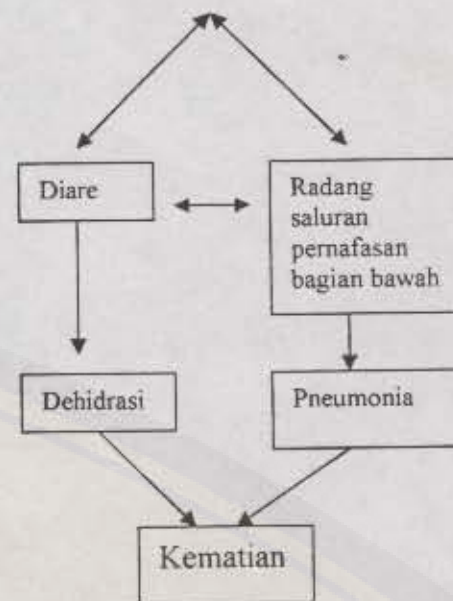 Diare
Radang
saluran
pernafasan
bagian bawah
Dehidrasi
Pneumonia
Kematian